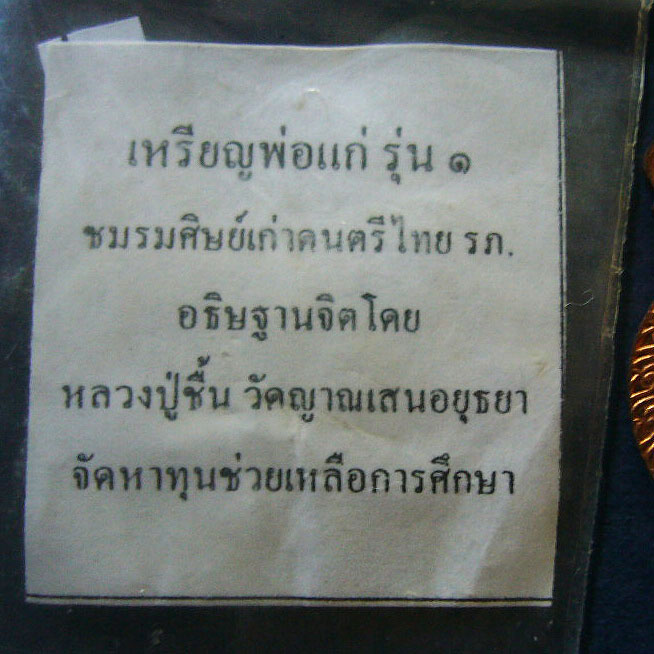 เหรียญพ่อแก่ รุ่น ๑
ชมรมศิษย์เก่าดนตรีไทย รภ.
อธิษฐานจิตโดย
หลวงปู่ชื้น วัดญาณเสนอยุธยา
จัดหาทุนช่วยเหลือการศึกษา